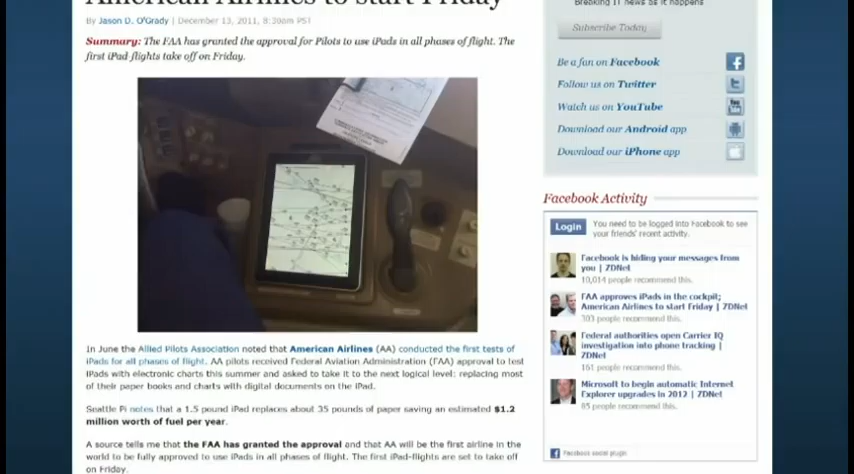 American Airlines to start Friday
By Jason D. O'Grady | December 13, 2011, 8:20am PST
Summary: The FAA has granted the approval for Pilots to use iPads in all phases of flight. The
first iPad-flights take off on Friday.
In June the Allied Pilots Association noted that American Airlines (AA) conducted the first tests of
iPads for all phases of flight. AA pilots received Federal Aviation Administration (FAA) approval to test
iPads with electronic charts this summer and asked to take it to the next logical level: replacing most
of their paper books and charts with digital documents on the iPad.
Seattle Pi notes that a 1.5 pound iPad replaces about 35 pounds of paper saving an estimated $1.2
million worth of fuel per year.
A source tells me that the FAA has granted the approval and that AA will be the first airline in the
world to be fully approved to use iPads in all phases of flight. The first iPad-flights are set to take off
on Friday.
Breaking IT news as it happens
Subscribe Today
Be a fan on Facebook
Follow us on Twitter
Watch us on YouTube
Download our Android app
Download our iPhone app
Facebook Activity
Login
You need to be logged into Facebook to see
your friends' recent activity.
Facebook is hiding your messages from
you | ZDNet
10,014 people recommend this.
FAA approves iPads in the cockpit;
American Airlines to start Friday | ZDNet
303 people recommend this.
Federal authorities open Carrier IQ
investigation into phone tracking |
ZDNet
161 people recommend this.
Microsoft to begin automatic Internet
Explorer upgrades in 2012 | ZDNet
85 people recommend this.
Facebook social plugin